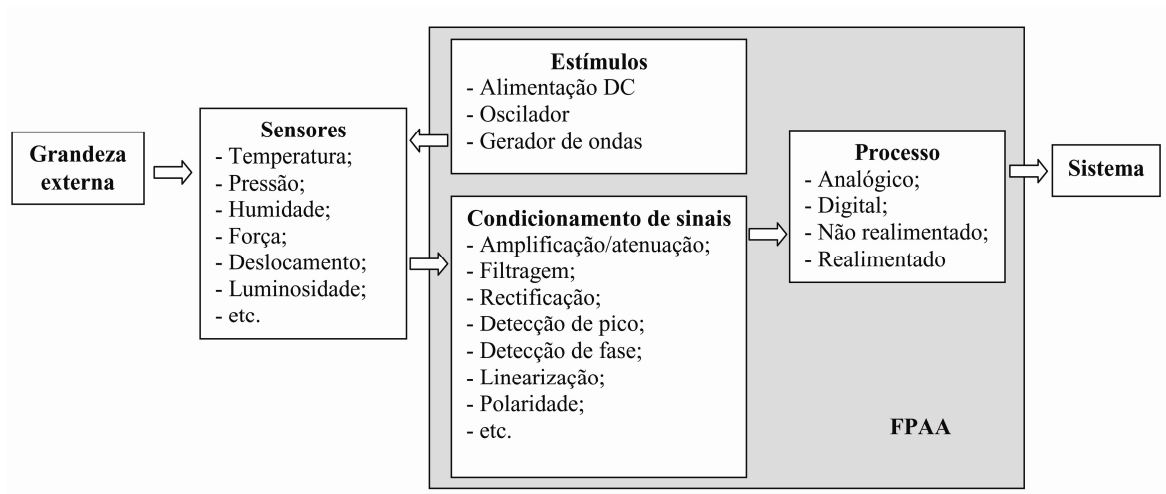 Grandeza
externa
Sensores
- Temperatura;
- Pressão;
- Humidade;
- Força;
- Deslocamento;
- Luminosidade;
- etc.
Estímulos
- Alimentação DC
- Oscilador
- Gerador de ondas
Condicionamento de sinais
- Amplificação/atenuação;
- Filtragem;
- Rectificação;
- Detecção de pico;
- Detecção de fase;
- Linearização;
- Polaridade;
- etc.
Processo
- Analógico;
- Digital;
- Não realimentado;
- Realimentado
Sistema
FPAA